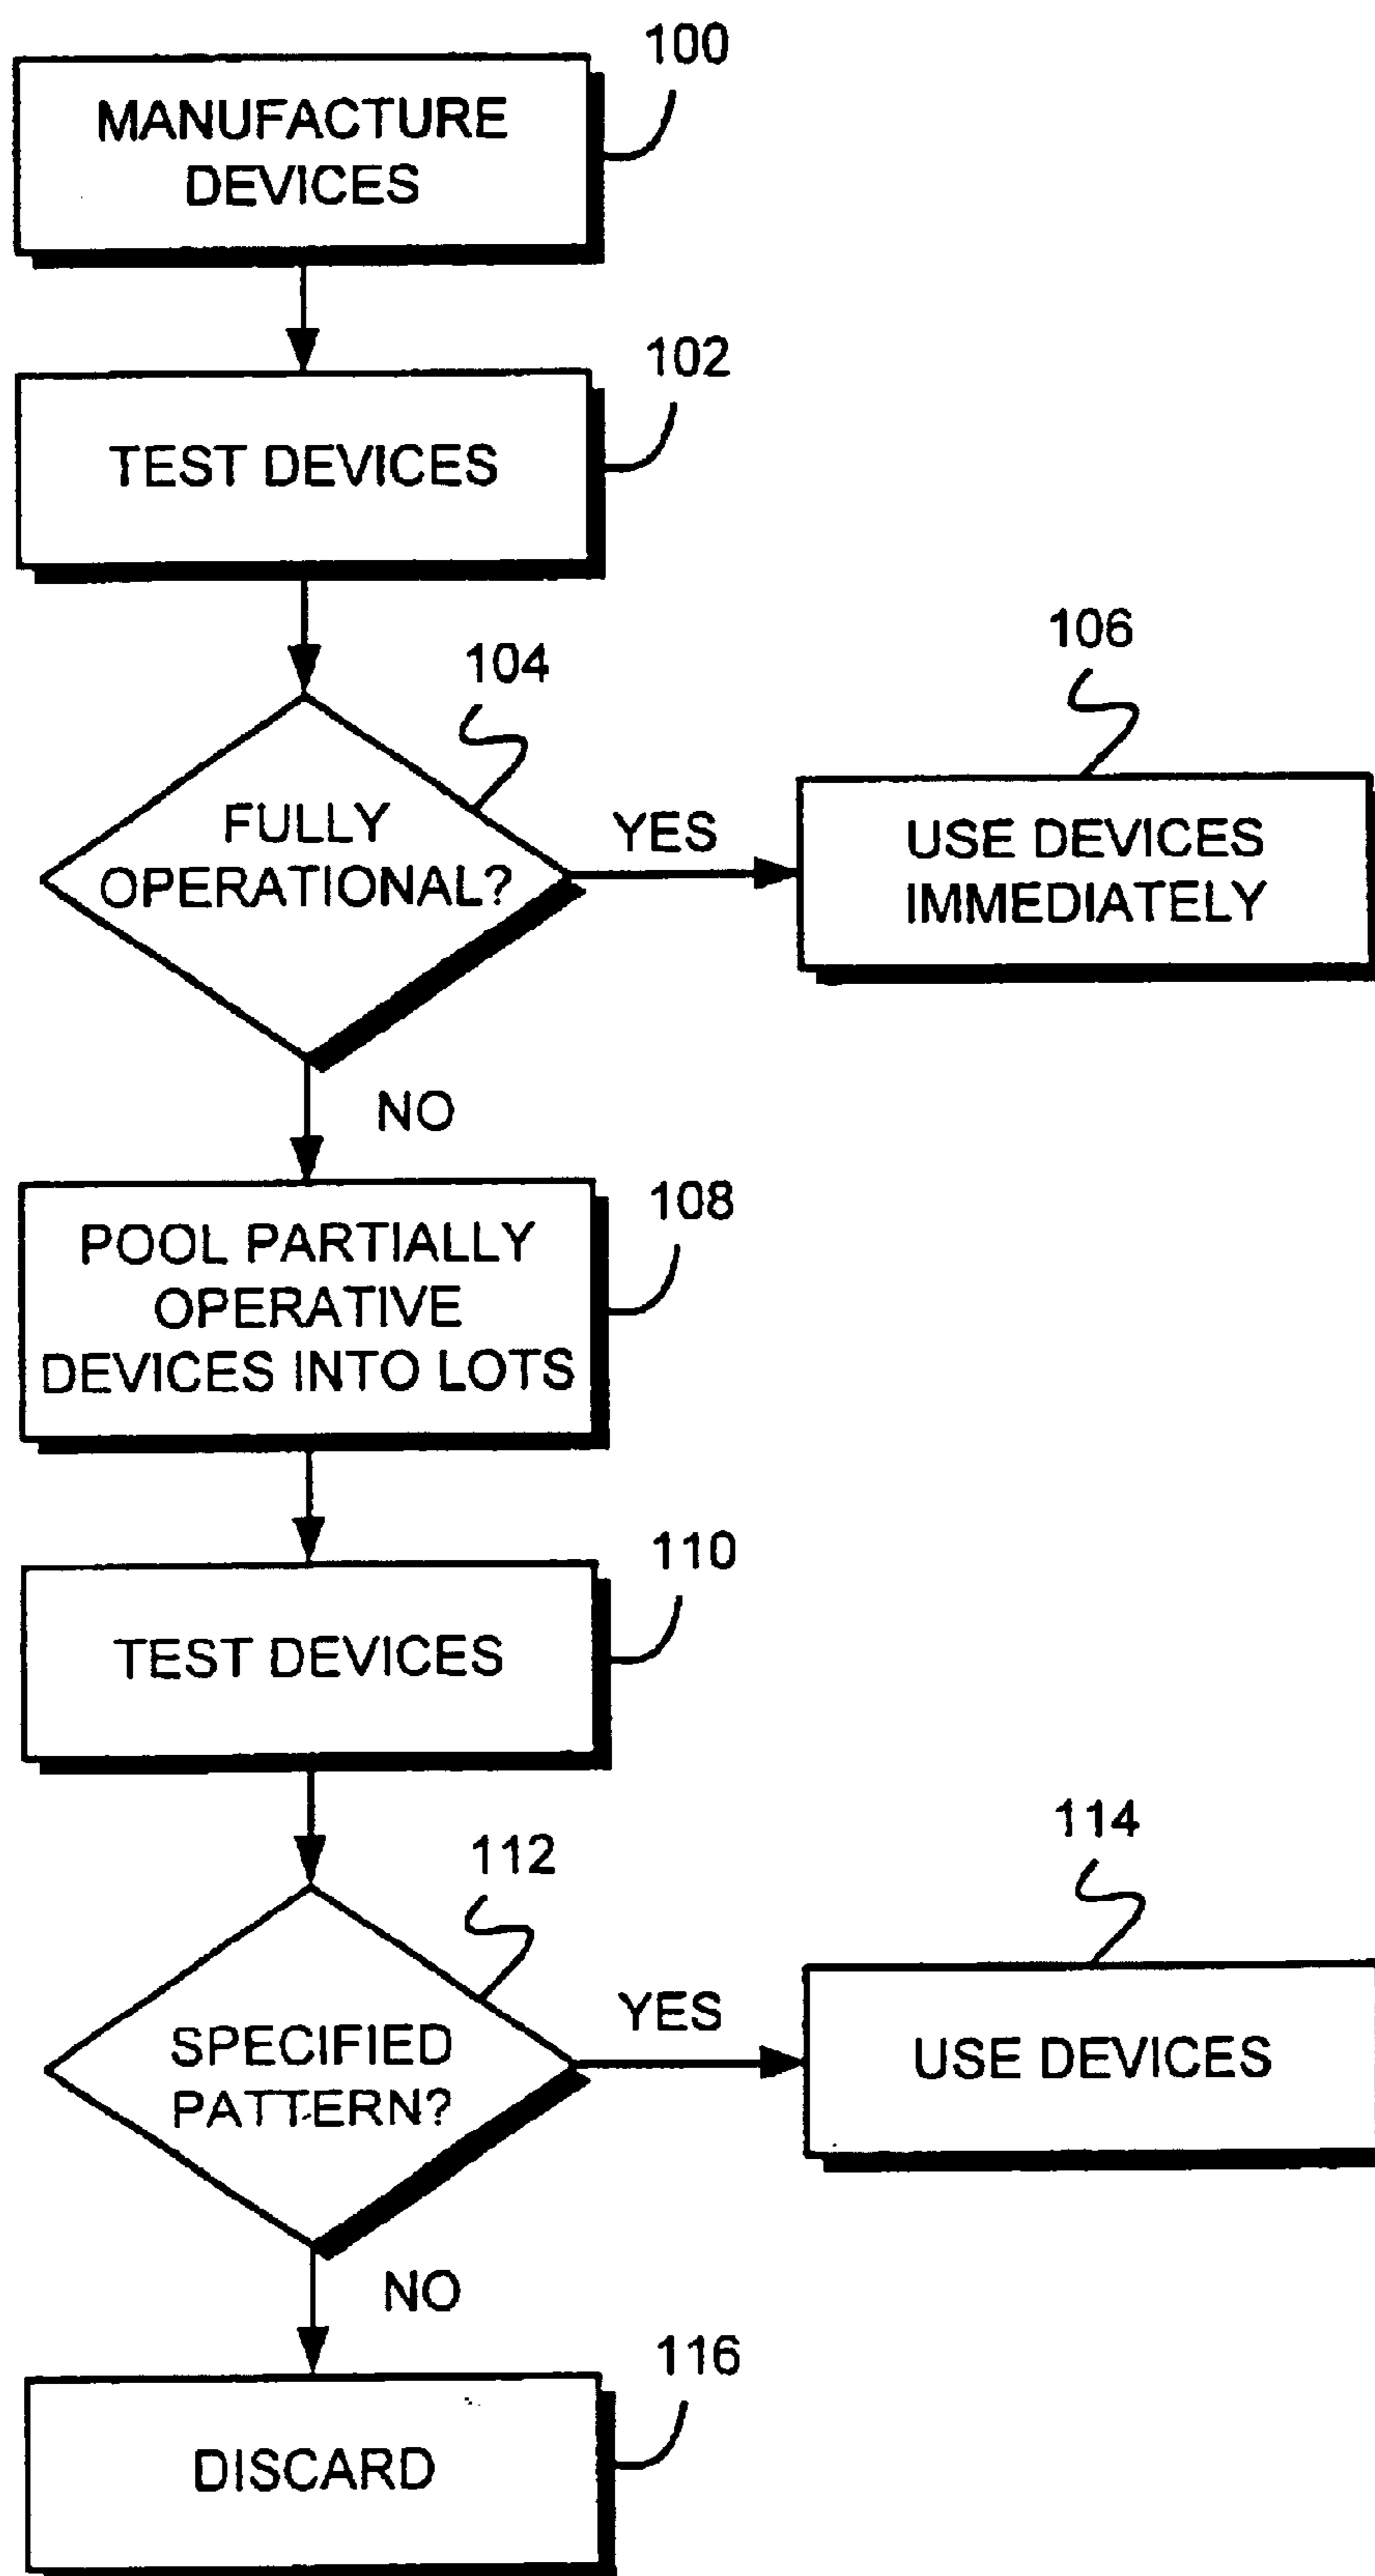 100
MANUFACTURE
DEVICES
102
TEST DEVICES
104
FULLY
OPERATIONAL?
YES
106
USE DEVICES
IMMEDIATELY
NO
108
POOL PARTIALLY
OPERATIVE
DEVICES INTO LOTS
110
TEST DEVICES
112
SPECIFIED
PATTERN?
YES
114
USE DEVICES
NO
116
DISCARD